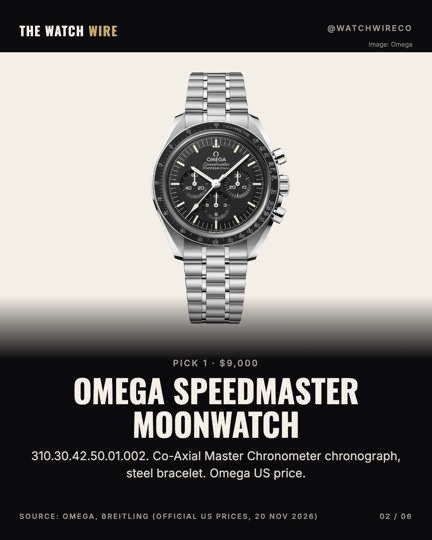 THE WATCH WIRE
@WATCHWIRECO
Image: Omega
OMEGA
Speedmaster
PROFESSIONAL
PICK 1 · $9,000
OMEGA SPEEDMASTER
MOONWATCH
310.30.42.50.01.002. Co-Axial Master Chronometer chronograph,
steel bracelet. Omega US price.
SOURCE: OMEGA, BREITLING (OFFICIAL US PRICES, 20 NOV 2026)
02 / 06